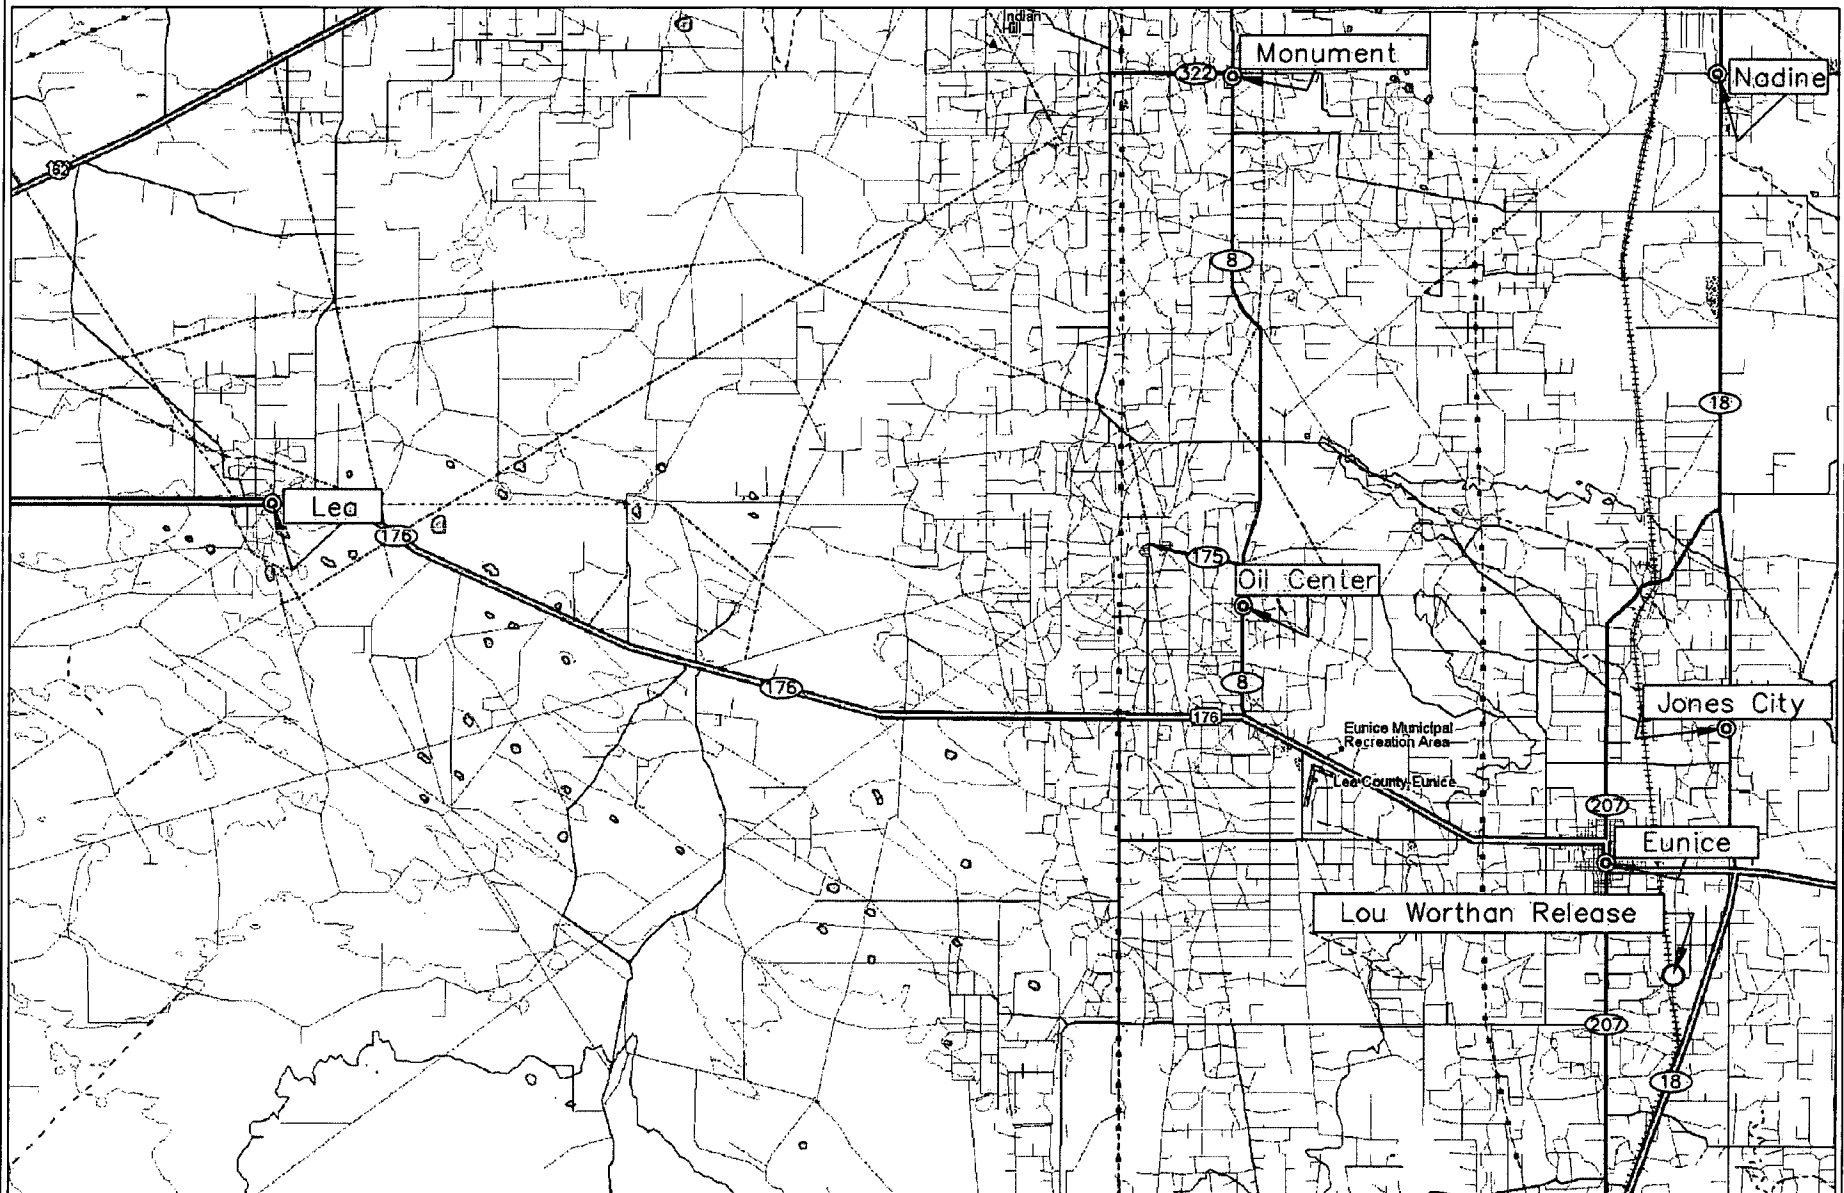 Indian
Hill
Monument
322
Nadine
62
8
18
Lea
176
175
Oil Center
176
8
176
Jones City
Eunice Municipal
Recreation Area
Lea County Eunice
207
Eunice
Lou Worthan Release
207
18